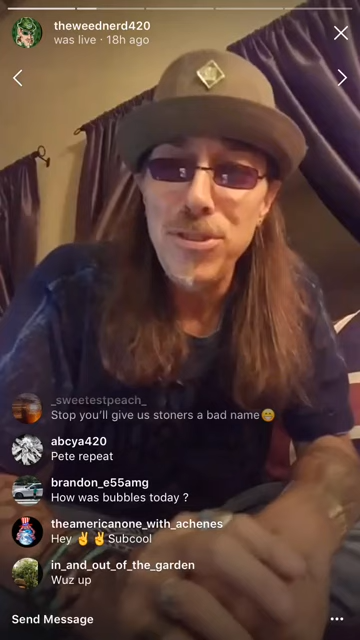 theweednerd420
was live · 18h ago
_sweetestpeach_
Stop you'll give us stoners a bad name😁
abcya420
Pete repeat
brandon_e55amg
How was bubbles today ?
theamericanone_with_achenes
Hey ✌️✌️Subcool
in_and_out_of_the_garden
Wuz up
Send Message